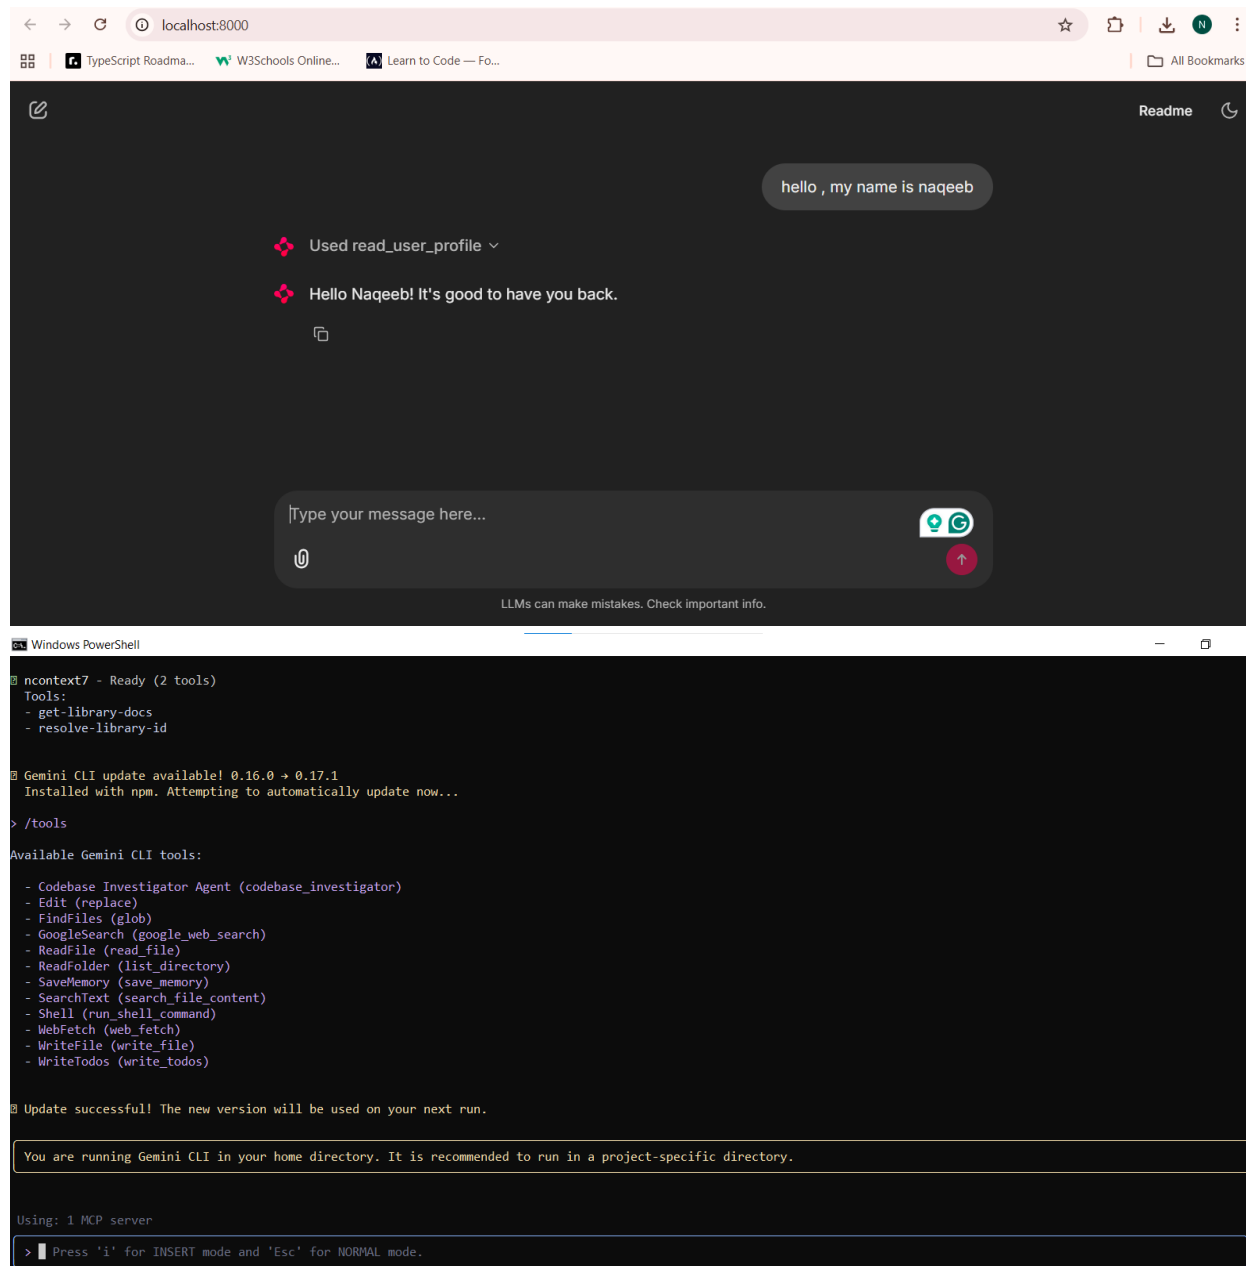 localhost:8000
N
r. TypeScript Roadma...
W³ W3Schools Online...
(A) Learn to Code — Fo...
All Bookmarks
Readme
hello , my name is naqeeb
Used read_user_profile
Hello Naqeeb! It's good to have you back.
Type your message here...
G
LLMs can make mistakes. Check important info.
Windows PowerShell
ncontext7 - Ready (2 tools)
Tools:
- get-library-docs
- resolve-library-id
Gemini CLI update available! 0.16.0 → 0.17.1
Installed with npm. Attempting to automatically update now...
> /tools
Available Gemini CLI tools:
- Codebase Investigator Agent (codebase_investigator)
- Edit (replace)
- FindFiles (glob)
- GoogleSearch (google_web_search)
- ReadFile (read_file)
- ReadFolder (list_directory)
- SaveMemory (save_memory)
- SearchText (search_file_content)
- Shell (run_shell_command)
- WebFetch (web_fetch)
- WriteFile (write_file)
- WriteTodos (write_todos)
Update successful! The new version will be used on your next run.
You are running Gemini CLI in your home directory. It is recommended to run in a project-specific directory.
Using: 1 MCP server
> Press 'i' for INSERT mode and 'Esc' for NORMAL mode.